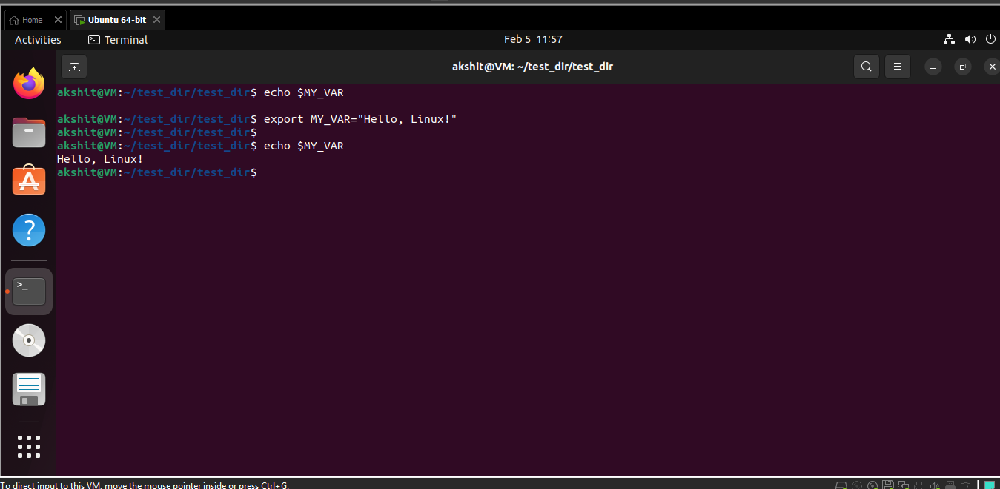 Home
Ubuntu 64-bit
Activities
Terminal
Feb 5 11:57
akshit@VM: ~/test_dir/test_dir
akshit@VM:~/test_dir/test_dir$ echo $MY_VAR
akshit@VM:~/test_dir/test_dir$ export MY_VAR="Hello, Linux!"
akshit@VM:~/test_dir/test_dir$
akshit@VM:~/test_dir/test_dir$ echo $MY_VAR
Hello, Linux!
akshit@VM:~/test_dir/test_dir$
To direct input to this VM, move the mouse pointer inside or press Ctrl+G.